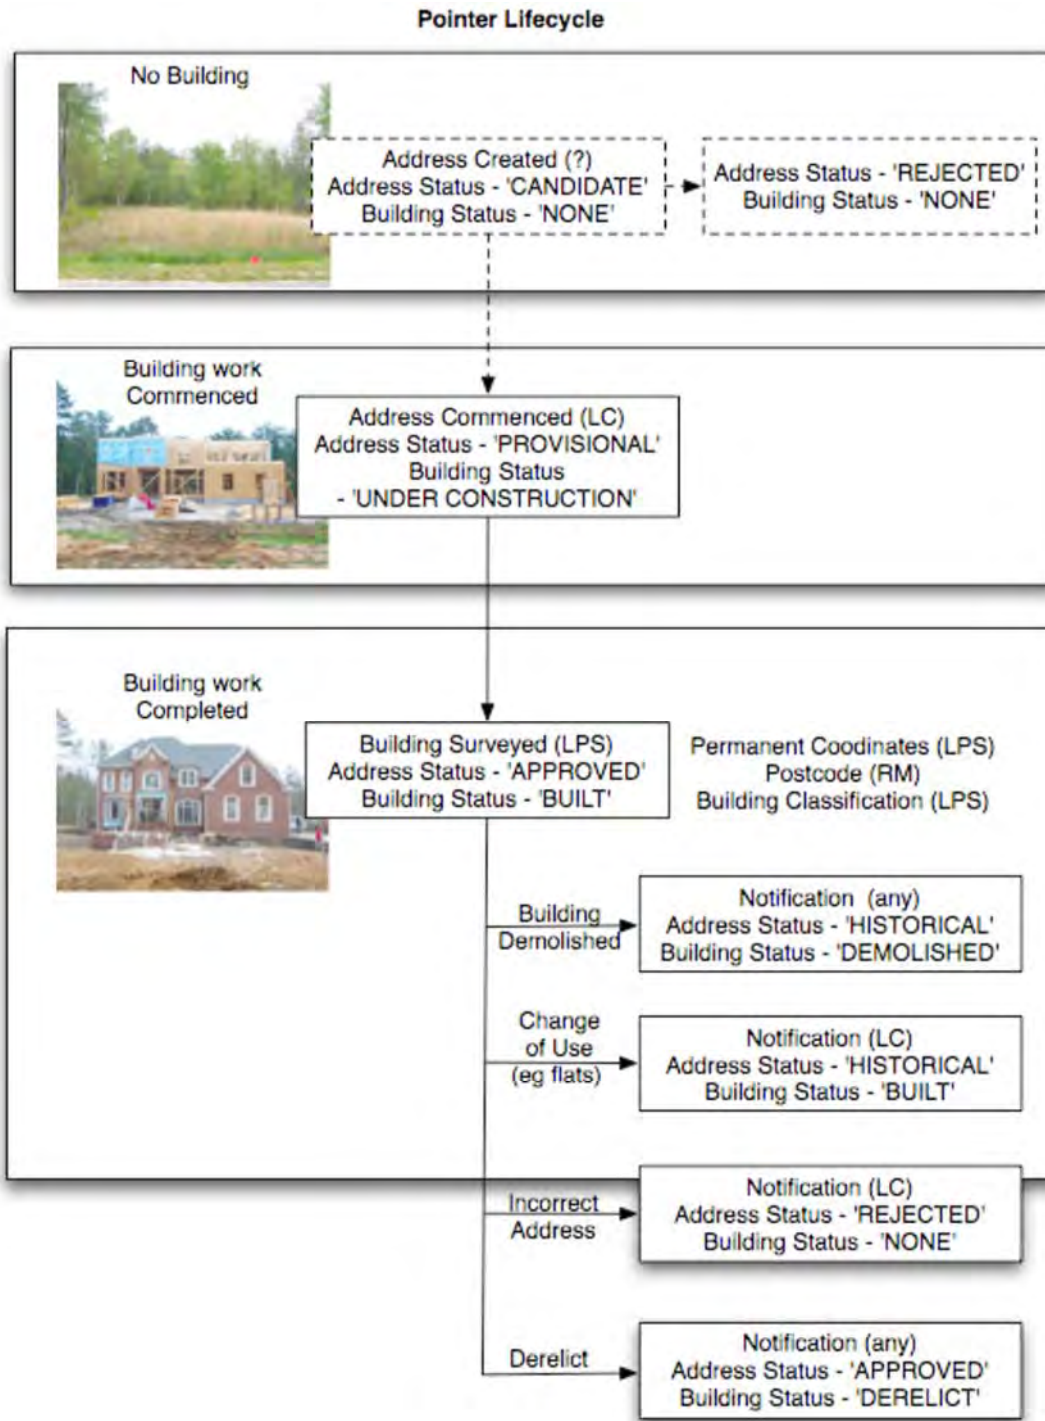 Pointer Lifecycle
No Building
Address Created (?)
Address Status - 'CANDIDATE'
Building Status - 'NONE'
Address Status - 'REJECTED'
Building Status - 'NONE'
Building work
Commenced
Address Commenced (LC)
Address Status - 'PROVISIONAL'
Building Status
- 'UNDER CONSTRUCTION'
Building work
Completed
Building Surveyed (LPS)
Address Status - 'APPROVED'
Building Status - 'BUILT'
Permanent Coodinates (LPS)
Postcode (RM)
Building Classification (LPS)
Building
Demolished
Notification (any)
Address Status - 'HISTORICAL'
Building Status - 'DEMOLISHED'
Change
of Use
(eg flats)
Notification (LC)
Address Status - 'HISTORICAL'
Building Status - 'BUILT'
Incorrect
Address
Notification (LC)
Address Status - 'REJECTED'
Building Status - 'NONE'
Derelict
Notification (any)
Address Status - 'APPROVED'
Building Status - 'DERELICT'